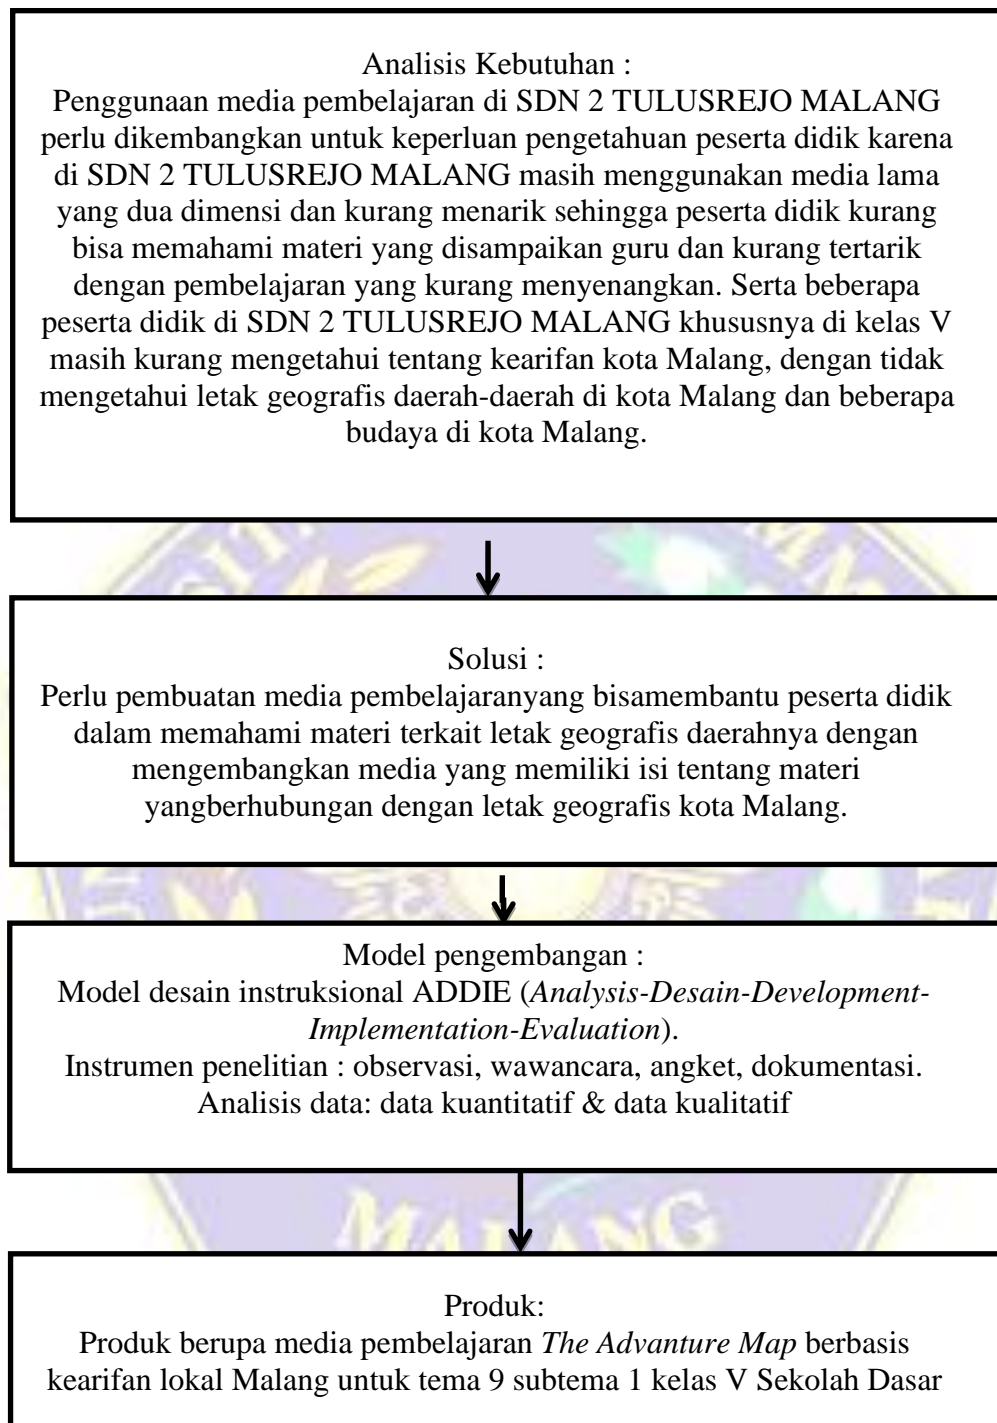 Analisis Kebutuhan :
Penggunaan media pembelajaran di SDN 2 TULUSREJO MALANG
perlu dikembangkan untuk keperluan pengetahuan peserta didik karena
di SDN 2 TULUSREJO MALANG masih menggunakan media lama
yang dua dimensi dan kurang menarik sehingga peserta didik kurang
bisa memahami materi yang disampaikan guru dan kurang tertarik
dengan pembelajaran yang kurang menyenangkan. Serta beberapa
peserta didik di SDN 2 TULUSREJO MALANG khususnya di kelas V
masih kurang mengetahui tentang kearifan kota Malang, dengan tidak
mengetahui letak geografis daerah-daerah di kota Malang dan beberapa
budaya di kota Malang.
Solusi :
Perlu pembuatan media pembelajaranyang bisamembantu peserta didik
dalam memahami materi terkait letak geografis daerahnya dengan
mengembangkan media yang memiliki isi tentang materi
yangberhubungan dengan letak geografis kota Malang.
Model pengembangan :
Model desain instruksional ADDIE (Analysis-Desain-Development-
Implementation-Evaluation).
Instrumen penelitian : observasi, wawancara, angket, dokumentasi.
Analisis data: data kuantitatif & data kualitatif
MALANG
Produk:
Produk berupa media pembelajaran The Advanture Map berbasis
kearifan lokal Malang untuk tema 9 subtema 1 kelas V Sekolah Dasar